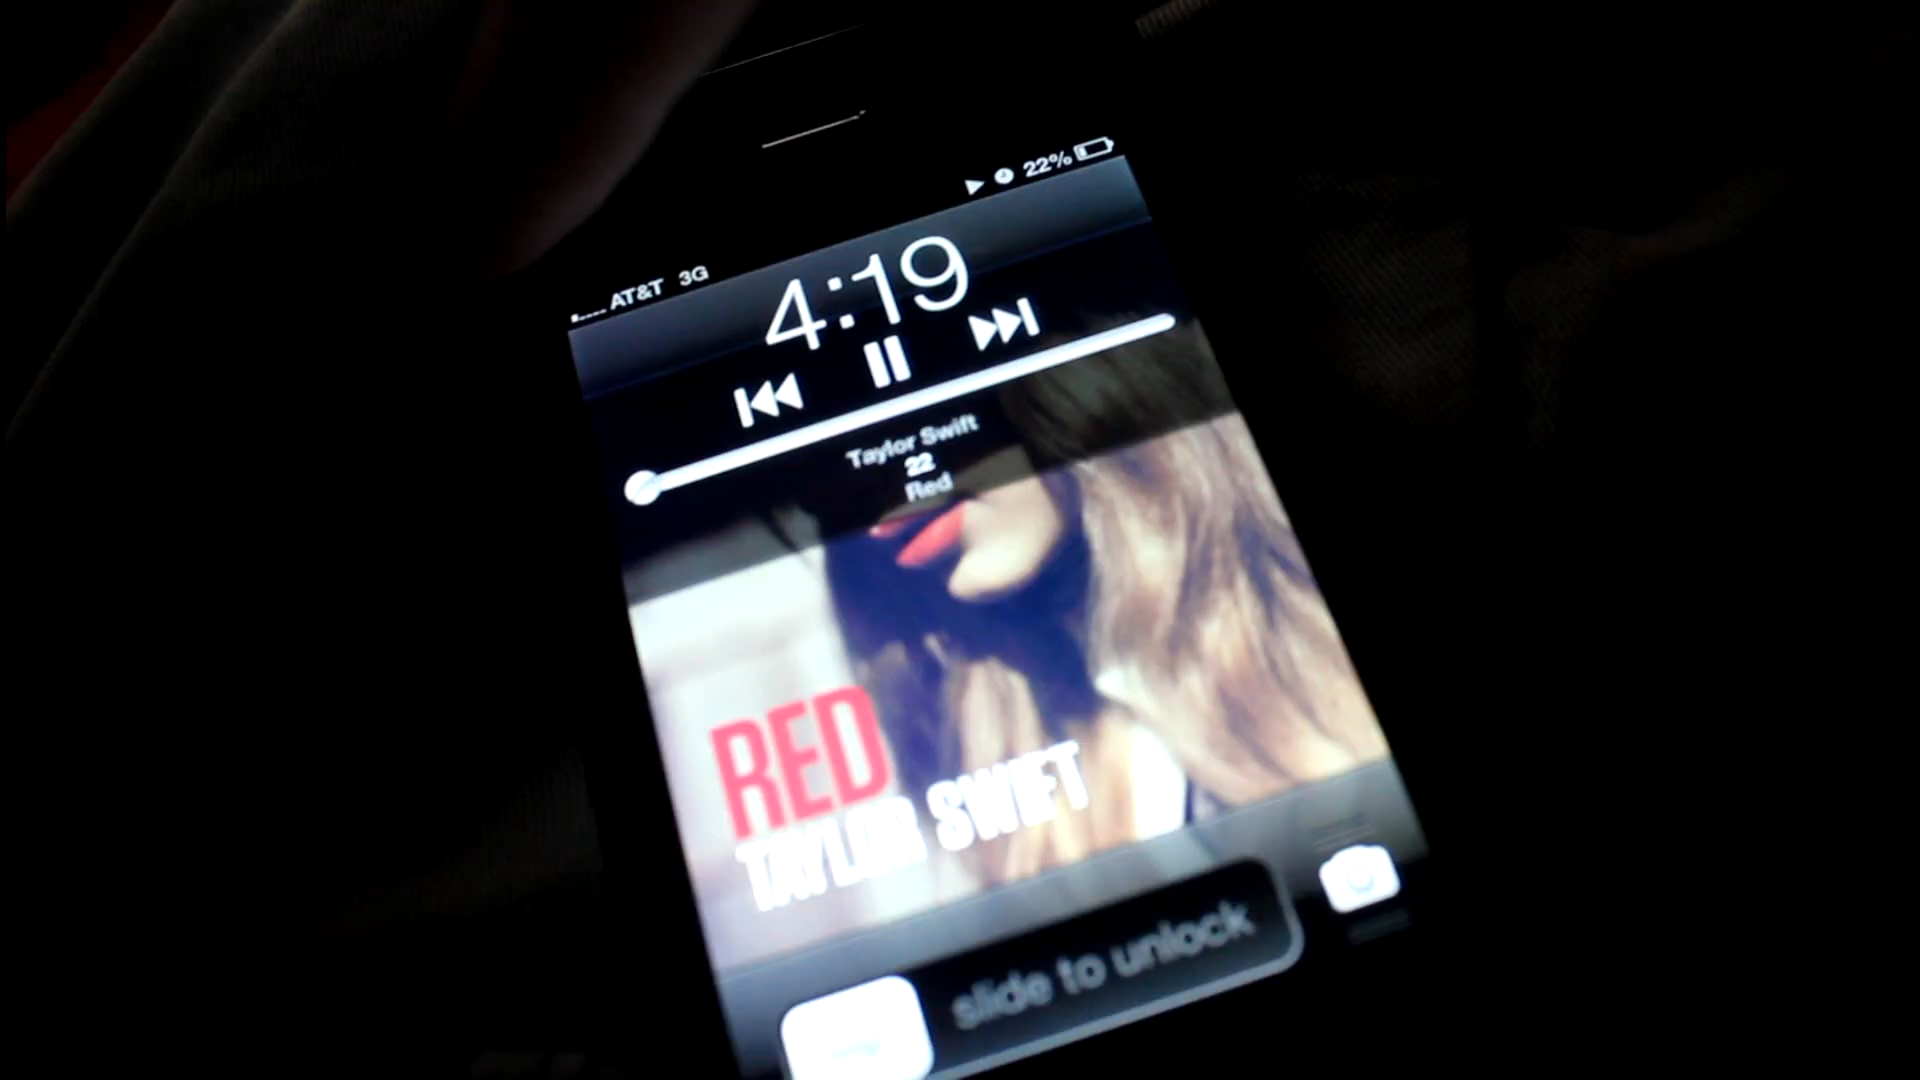 AT&T 3G 22%
4:19
Taylor Swift
22
Red
RED
TAYLOR SWIFT
slide to unlock